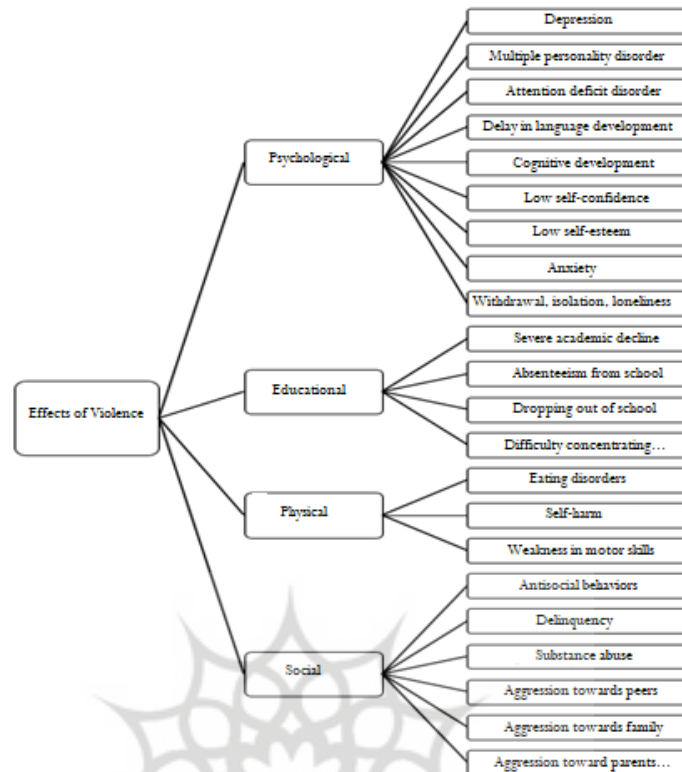 Effects of Violence
Psychological
Depression
Multiple personality disorder
Attention deficit disorder
Delay in language development
Cognitive development
Low self-confidence
Low self-esteem
Anxiety
Withdrawal, isolation, loneliness
Educational
Severe academic decline
Absenteeism from school
Dropping out of school
Difficulty concentrating…
Physical
Eating disorders
Self-harm
Weakness in motor skills
Social
Antisocial behaviors
Delinquency
Substance abuse
Aggression towards peers
Aggression towards family
Aggression toward parents…